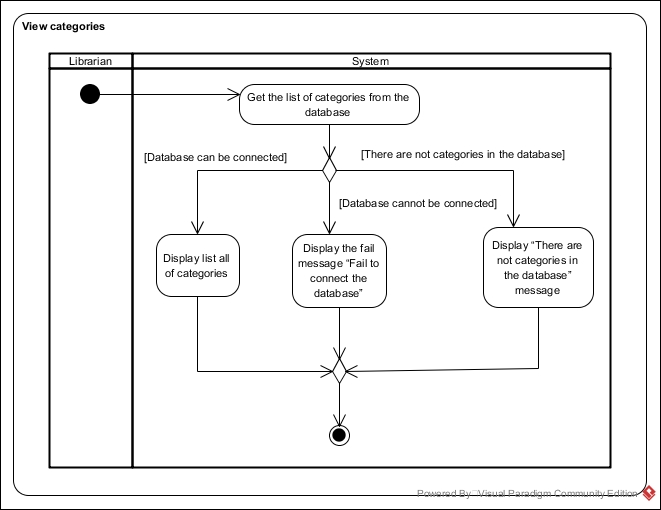 View categories
Librarian
System
Get the list of categories from the
database
[Database can be connected]
[There are not categories in the database]
[Database cannot be connected]
Display list all
of categories
Display the fail
message “Fail to
connect the
database”
Display “There are
not categories in
the database”
message
Powered By Visual Paradigm Community Edition